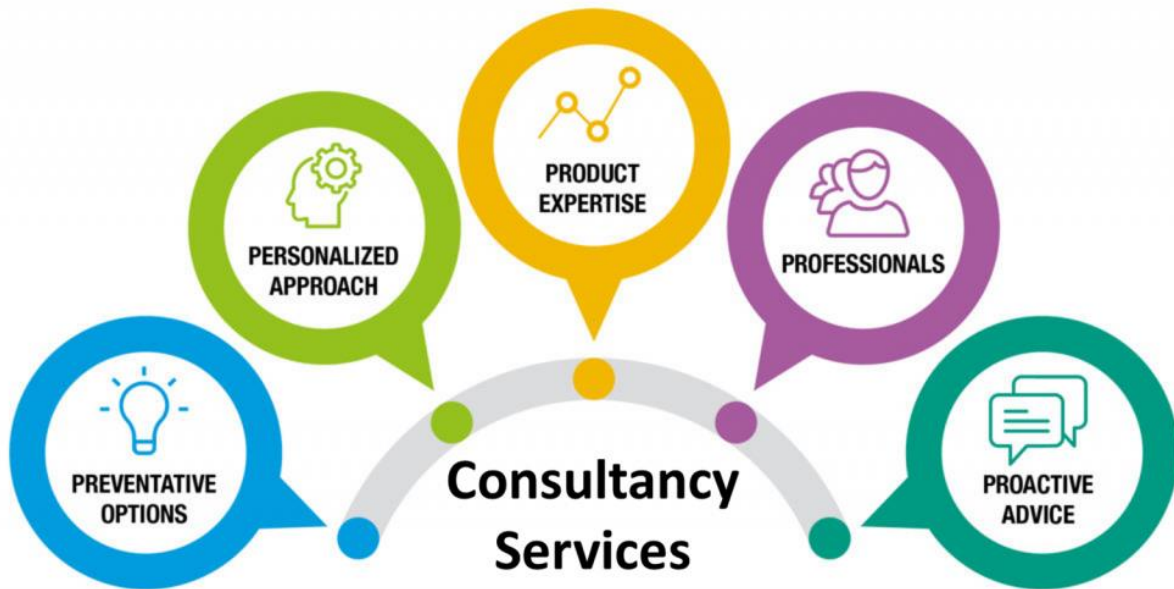 PREVENTATIVE
OPTIONS
PERSONALIZED
APPROACH
PRODUCT
EXPERTISE
PROFESSIONALS
PROACTIVE
ADVICE
Consultancy
Services